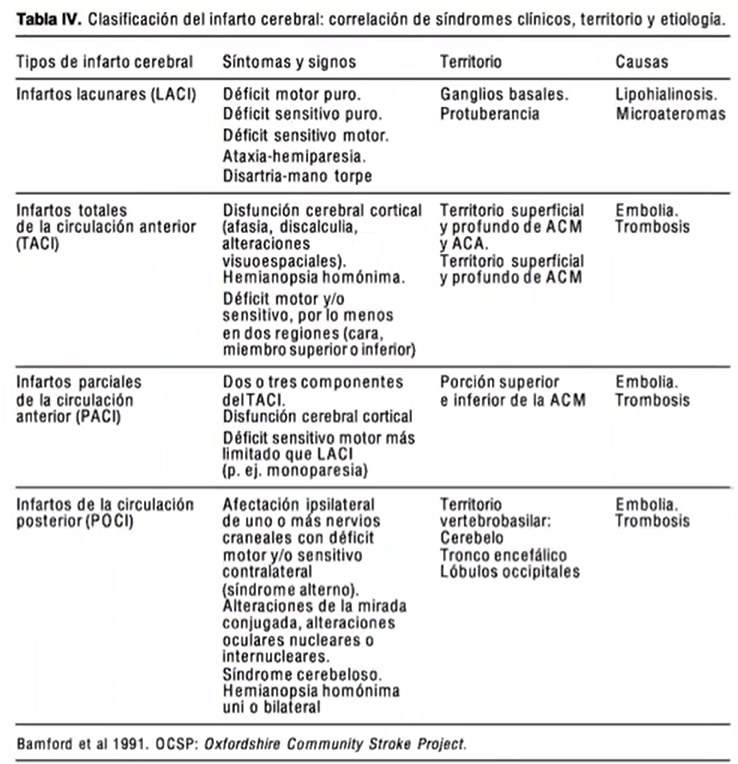 Tabla IV. Clasificación del infarto cerebral: correlación de síndromes clínicos, territorio y etiología.
Tipos de infarto cerebral Síntomas y signos Territorio Causas
Infartos lacunares (LACI) Déficit motor puro. Ganglios basales. Lipohialinosis.
Déficit sensitivo puro. Protuberancia Microateromas
Déficit sensitivo motor.
Ataxia-hemiparesia.
Disartria-mano torpe
Infartos totales Disfunción cerebral cortical Territorio superficial Embolia.
de la circulación anterior (afasia, discalculia, y profundo de ACM Trombosis
(TACI) alteraciones y ACA.
visuoespaciales). Territorio superficial
Hemianopsia homónima. y profundo de ACM
Déficit motor y/o
sensitivo, por lo menos
en dos regiones (cara,
miembro superior o inferior)
Infartos parciales Dos o tres componentes Porción superior Embolia.
de la circulación del TACI. e inferior de la ACM Trombosis
anterior (PACI) Disfunción cerebral cortical
Déficit sensitivo motor más
limitado que LACI
(p. ej. monoparesia)
Infartos de la circulación Afectación ipsilateral Territorio Embolia.
posterior (POCI) de uno o más nervios vertebrobasilar: Trombosis
craneales con déficit Cerebelo
motor y/o sensitivo Tronco encefálico
contralateral Lóbulos occipitales
(síndrome alterno).
Alteraciones de la mirada
conjugada, alteraciones
oculares nucleares o
internucleares.
Síndrome cerebeloso.
Hemianopsia homónima
uni o bilateral
Bamford et al 1991. OCSP: Oxfordshire Community Stroke Project.